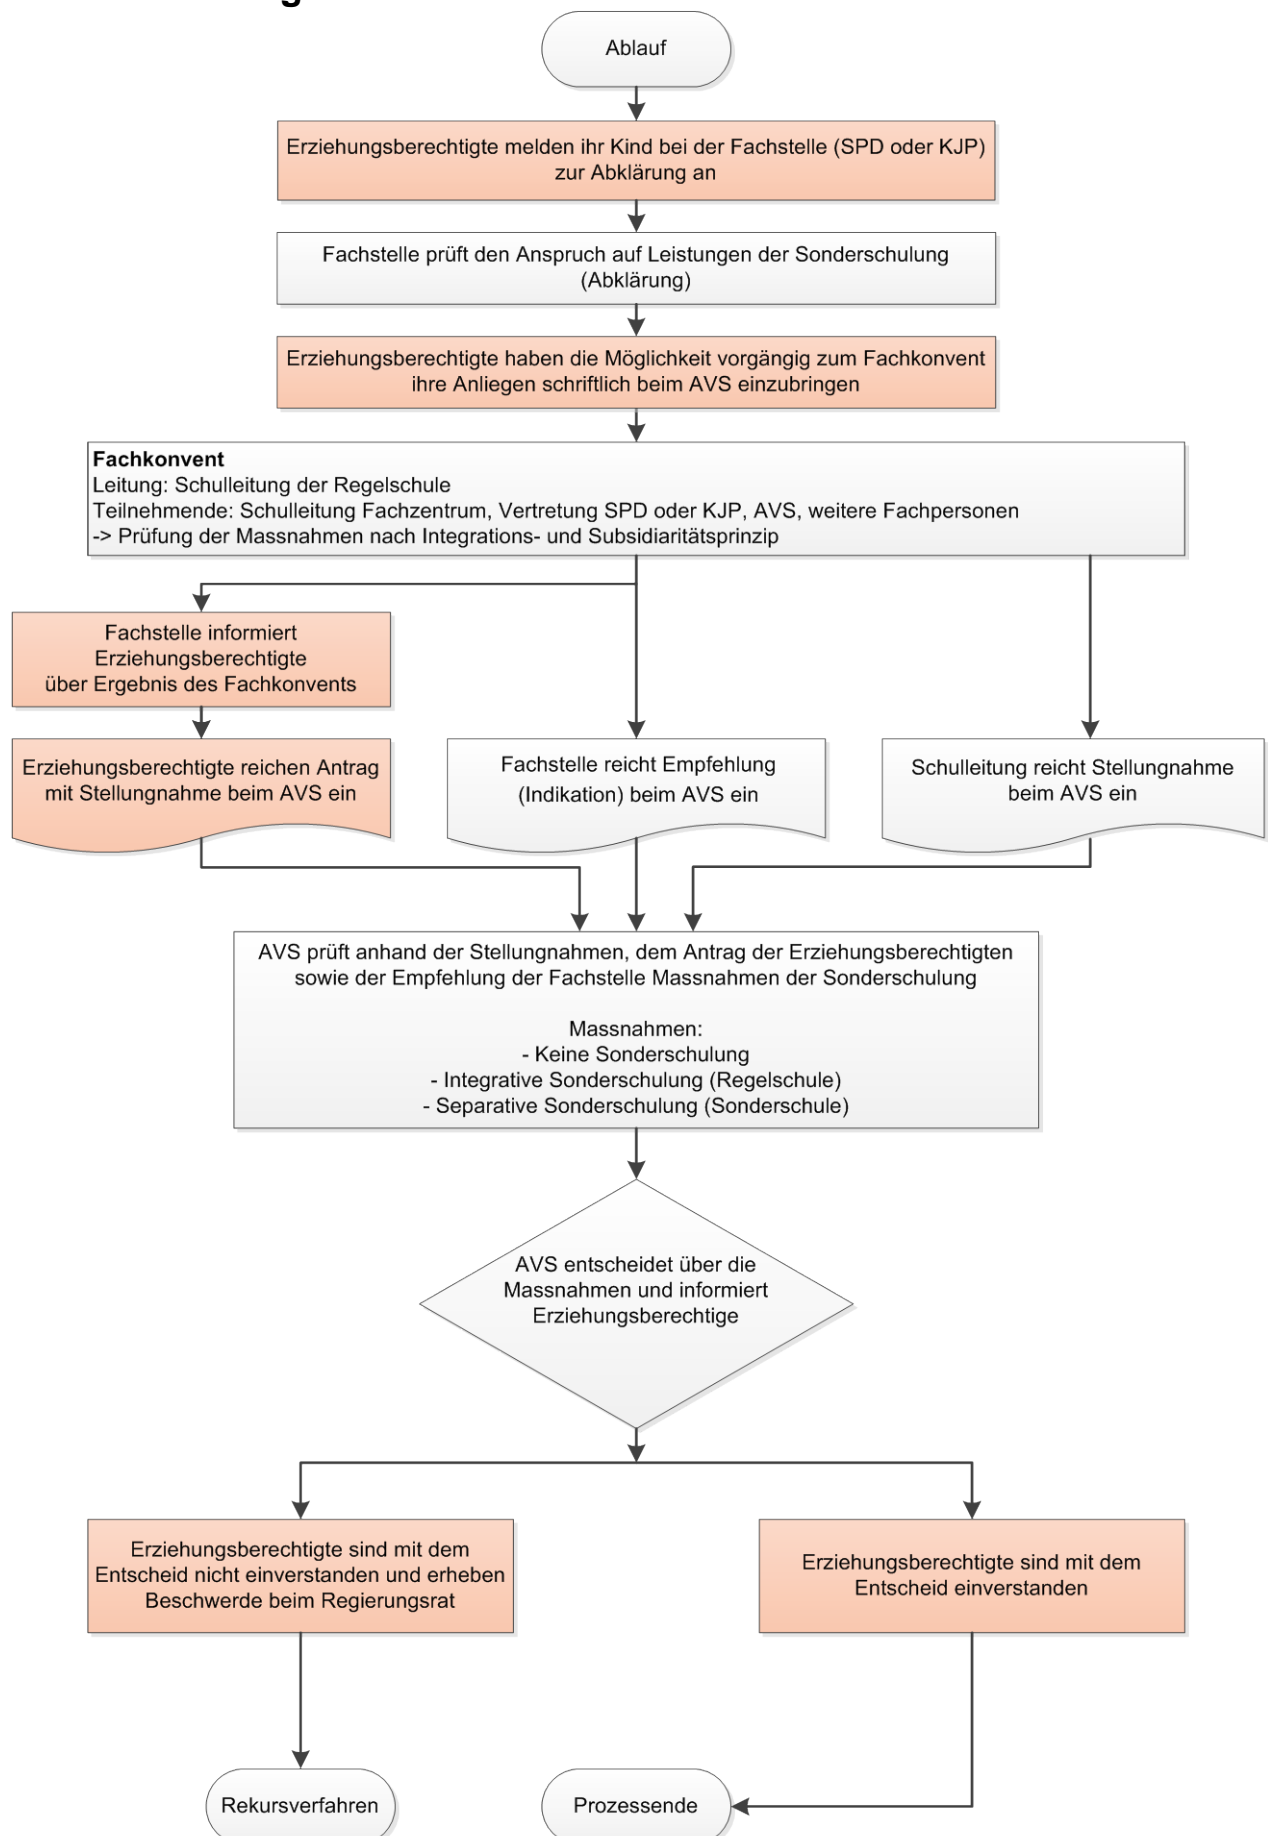 Ablauf
Erziehungsberechtigte melden ihr Kind bei der Fachstelle (SPD oder KJP)
zur Abklärung an
Fachstelle prüft den Anspruch auf Leistungen der Sonderschulung
(Abklärung)
Erziehungsberechtigte haben die Möglichkeit vorgängig zum Fachkonvent
ihre Anliegen schriftlich beim AVS einzubringen
Fachkonvent
Leitung: Schulleitung der Regelschule
Teilnehmende: Schulleitung Fachzentrum, Vertretung SPD oder KJP, AVS, weitere Fachpersonen
-> Prüfung der Massnahmen nach Integrations- und Subsidiaritätsprinzip
Fachstelle informiert
Erziehungsberechtigte
über Ergebnis des Fachkonvents
Erziehungsberechtigte reichen Antrag
mit Stellungnahme beim AVS ein
Fachstelle reicht Empfehlung
(Indikation) beim AVS ein
Schulleitung reicht Stellungnahme
beim AVS ein
AVS prüft anhand der Stellungnahmen, dem Antrag der Erziehungsberechtigten
sowie der Empfehlung der Fachstelle Massnahmen der Sonderschulung
Massnahmen:
- Keine Sonderschulung
- Integrative Sonderschulung (Regelschule)
- Separative Sonderschulung (Sonderschule)
AVS entscheidet über die
Massnahmen und informiert
Erziehungsberechtige
Erziehungsberechtigte sind mit dem
Entscheid nicht einverstanden und erheben
Beschwerde beim Regierungsrat
Erziehungsberechtigte sind mit dem
Entscheid einverstanden
Rekursverfahren
Prozessende